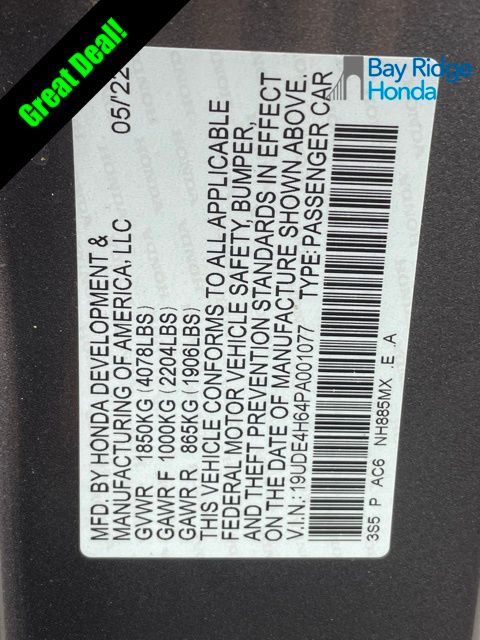 Great Deal!
Bay Ridge
Honda
MFD. BY HONDA DEVELOPMENT & 05/'22
MANUFACTURING OF AMERICA, LLC
GVWR 1850KG (4078LBS)
GAWR F 1000KG (2204LBS)
GAWR R 865KG (1906LBS)
THIS VEHICLE CONFORMS TO ALL APPLICABLE
FEDERAL MOTOR VEHICLE SAFETY, BUMPER,
AND THEFT PREVENTION STANDARDS IN EFFECT
ON THE DATE OF MANUFACTURE SHOWN ABOVE.
V.I.N.: 19UDE4H64PA001077 TYPE: PASSENGER CAR
3S5 P AC6 NH885MX E A